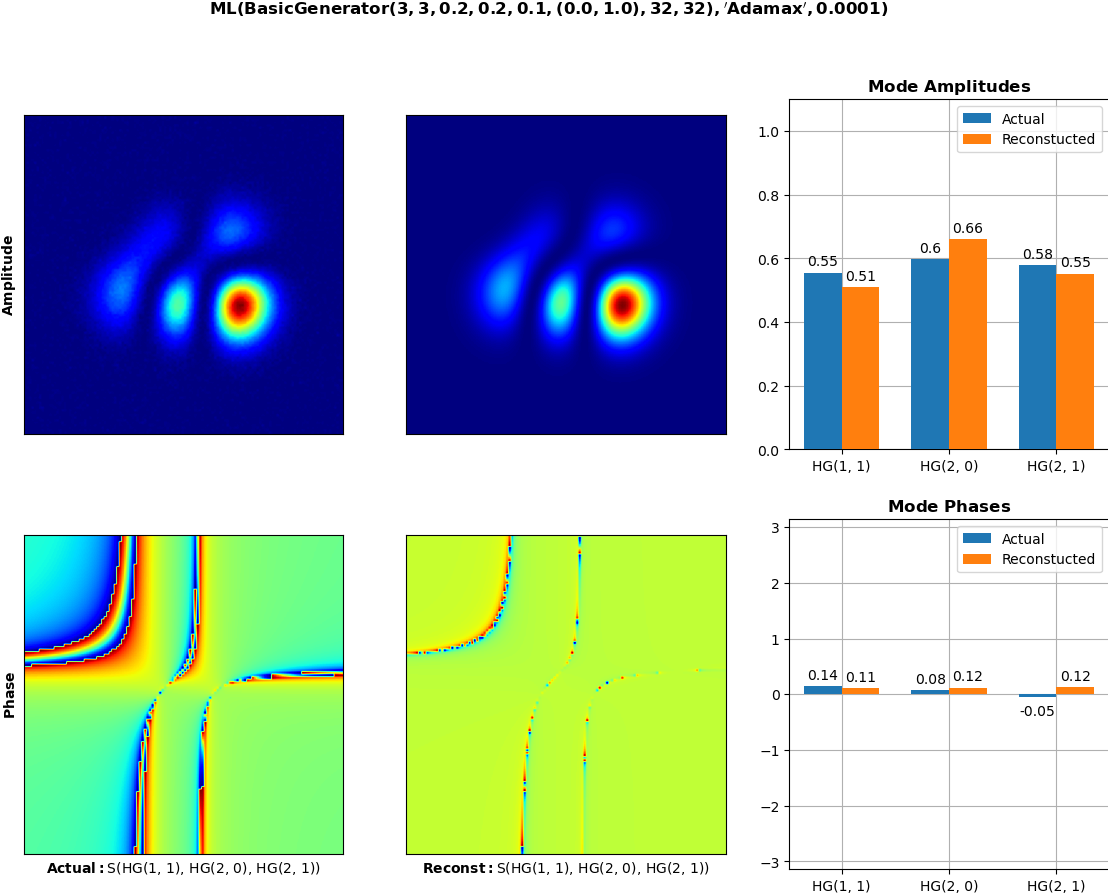 ML(BasicGenerator(3, 3, 0.2, 0.2, 0.1, (0.0, 1.0), 32, 32), ′Adamax′, 0.0001)
Amplitude
Mode Amplitudes
Actual
Reconstucted
1.0
0.8
0.6
0.4
0.2
0.0
0.55
0.51
0.6
0.66
0.58
0.55
HG(1, 1)
HG(2, 0)
HG(2, 1)
Phase
Actual: S(HG(1, 1), HG(2, 0), HG(2, 1))
Reconst: S(HG(1, 1), HG(2, 0), HG(2, 1))
Mode Phases
Actual
Reconstucted
3
2
1
0
−1
−2
−3
0.14
0.11
0.08
0.12
-0.05
0.12
HG(1, 1)
HG(2, 0)
HG(2, 1)